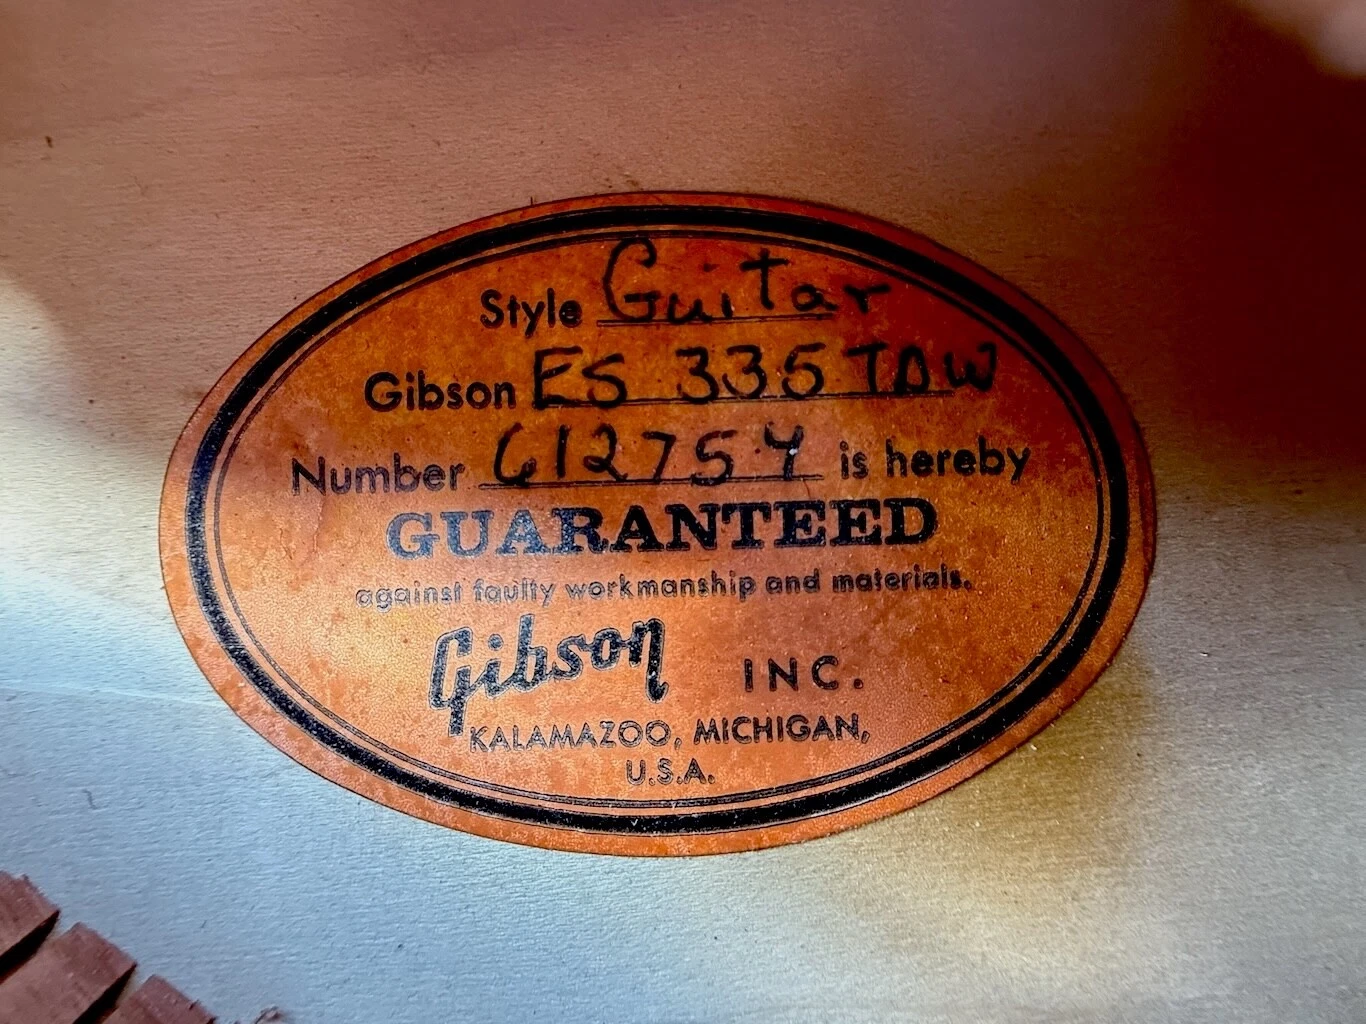 Style Guitar
Gibson ES 335 TDW
Number 612754 is hereby
GUARANTEED
against faulty workmanship and materials.
Gibson INC.
KALAMAZOO, MICHIGAN,
U.S.A.